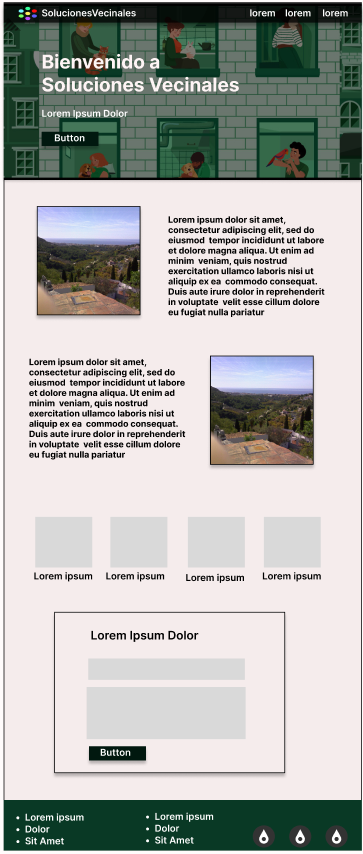 SolucionesVecinales
lorem lorem lorem
Bienvenido a
Soluciones Vecinales
Lorem Ipsum Dolor
Button
Lorem ipsum dolor sit amet,
consectetur adipiscing elit, sed do
eiusmod tempor incididunt ut labore
et dolore magna aliqua. Ut enim ad
minim veniam, quis nostrud
exercitation ullamco laboris nisi ut
aliquip ex ea commodo consequat.
Duis aute irure dolor in reprehenderit
in voluptate velit esse cillum dolore
eu fugiat nulla pariatur
Lorem ipsum dolor sit amet,
consectetur adipiscing elit, sed do
eiusmod tempor incididunt ut labore
et dolore magna aliqua. Ut enim ad
minim veniam, quis nostrud
exercitation ullamco laboris nisi ut
aliquip ex ea commodo consequat.
Duis aute irure dolor in reprehenderit
in voluptate velit esse cillum dolore
eu fugiat nulla pariatur
Lorem ipsum Lorem ipsum Lorem ipsum Lorem ipsum
Lorem Ipsum Dolor
Button
• Lorem ipsum
• Dolor
• Sit Amet
• Lorem ipsum
• Dolor
• Sit Amet